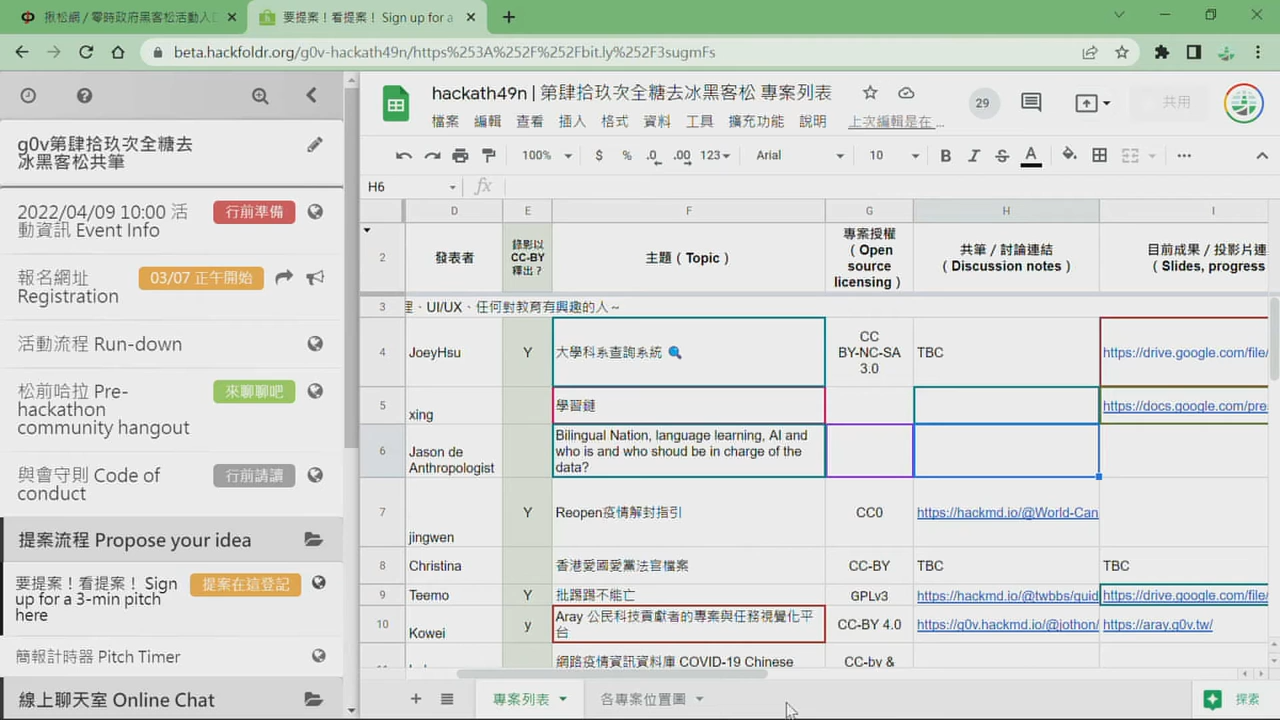 揪松網 / 零時政府黑客松活動入口
要提案！看提案！ Sign up for a
beta.hackfoldr.org/g0v-hackath49n/https%253A%252F%252Fbit.ly%252F3sugmFs
g0v第肆拾玖次全糖去
冰黑客松共筆
2022/04/09 10:00 活
動資訊 Event Info
行前準備
報名網址
Registration
03/07 正午開始
活動流程 Run-down
松前哈拉 Pre-
hackathon
community hangout
來聊聊吧
與會守則 Code of
conduct
行前請讀
提案流程 Propose your idea
要提案！看提案！ Sign
up for a 3-min pitch
here
提案在這登記
簡報計時器 Pitch Timer
線上聊天室 Online Chat
hackath49n | 第肆拾玖次全糖去冰黑客松 專案列表
29
共用
檔案 編輯 查看 插入 格式 資料 工具 擴充功能 說明 上次編輯是在 ...
100% $ % .0 .00 123 Arial 10 B I S A
H6 fx
D E F G H I
2 發表者
錄影以
CC-BY
釋出？
主題（Topic）
專案授權
（Open
source
licensing）
共筆 / 討論連結
（Discussion notes）
目前成果 / 投影片連
（Slides, progress
3 里、UI/UX、任何對教育有興趣的人～
4 JoeyHsu Y 大學科系查詢系統 🔍
CC
BY-NC-SA
3.0
TBC https://drive.google.com/file/
5 xing 學習鏈 https://docs.google.com/pre
6 Jason de
Anthropologist
Bilingual Nation, language learning, AI and
who is and who shoud be in charge of the
data?
7 jingwen Y Reopen疫情解封指引 CC0 https://hackmd.io/@World-Can
8 Christina 香港愛國愛黨法官檔案 CC-BY TBC TBC
9 Teemo Y 批踢踢不能亡 GPLv3 https://hackmd.io/@twbbs/guid https://drive.google.com/file/
10 Kowei y
Aray 公民科技貢獻者的專案與任務視覺化平
台
CC-BY 4.0 https://g0v.hackmd.io/@jothon/ https://aray.g0v.tw/
網路疫情資訊資料庫 COVID-19 Chinese CC-by &
專案列表 各專案位置圖 探索